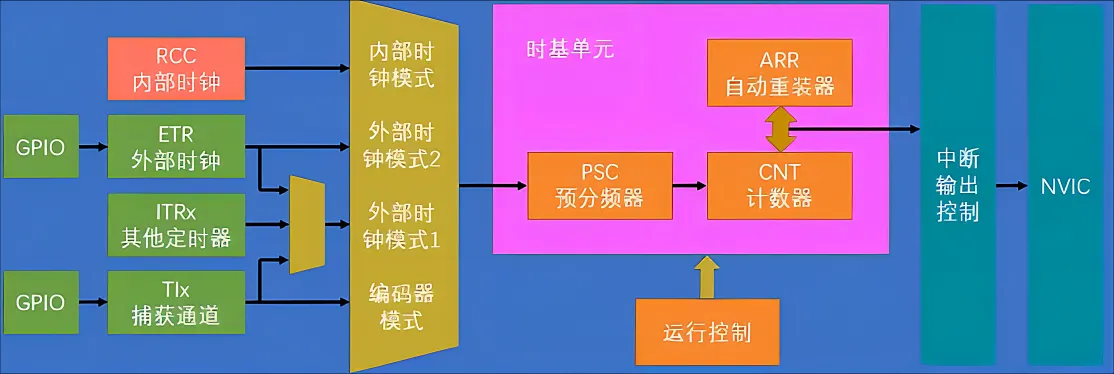 RCC
内部时钟
GPIO
ETR
外部时钟
ITRx
其他定时器
GPIO
TIx
捕获通道
内部时
钟模式
外部时
钟模式2
外部时
钟模式1
编码器
模式
时基单元
ARR
自动重装器
PSC
预分频器
CNT
计数器
运行控制
中断
输出
控制
NVIC